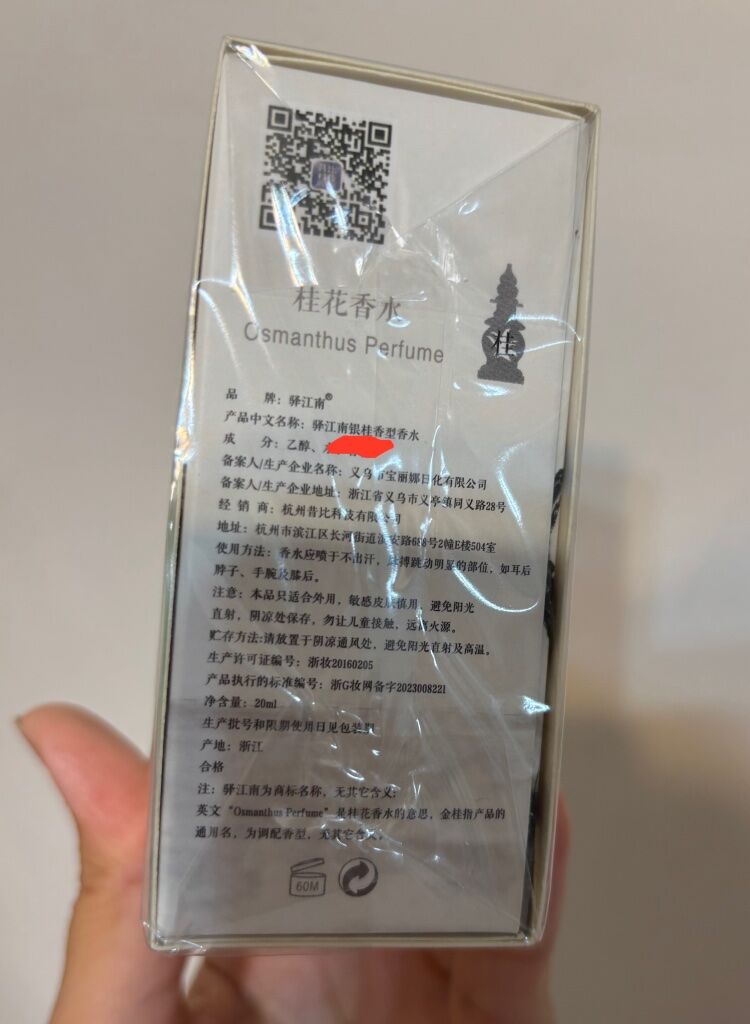 桂花香水
Osmanthus Perfume
桂
品 牌：驿江南®
产品中文名称：驿江南银桂香型香水
成 分：乙醇、
备案人/生产企业名称：义乌市宝丽娜日化有限公司
备案人/生产企业地址：浙江省义乌市义亭镇同义路28号
经 销 商：杭州昔比科技有限公司
地址：杭州市滨江区长河街道滨安路688号2幢E楼504室
使用方法：香水应喷于不出汗，脉搏跳动明显的部位，如耳后
脖子、手腕及膝后。
注意：本品只适合外用，敏感皮肤慎用，避免阳光
直射，阴凉处保存，勿让儿童接触，远离火源。
贮存方法:请放置于阴凉通风处，避免阳光直射及高温。
生产许可证编号：浙妆20160205
产品执行的标准编号：浙G妆网备字2023008221
净含量：20ml
生产批号和限期使用日见包装
产地：浙江
合格
注：驿江南为商标名称，无其它含义；
英文“Osmanthus Perfume”是桂花香水的意思，金桂指产品的
通用名，为调配香型，无其它含义。
60M